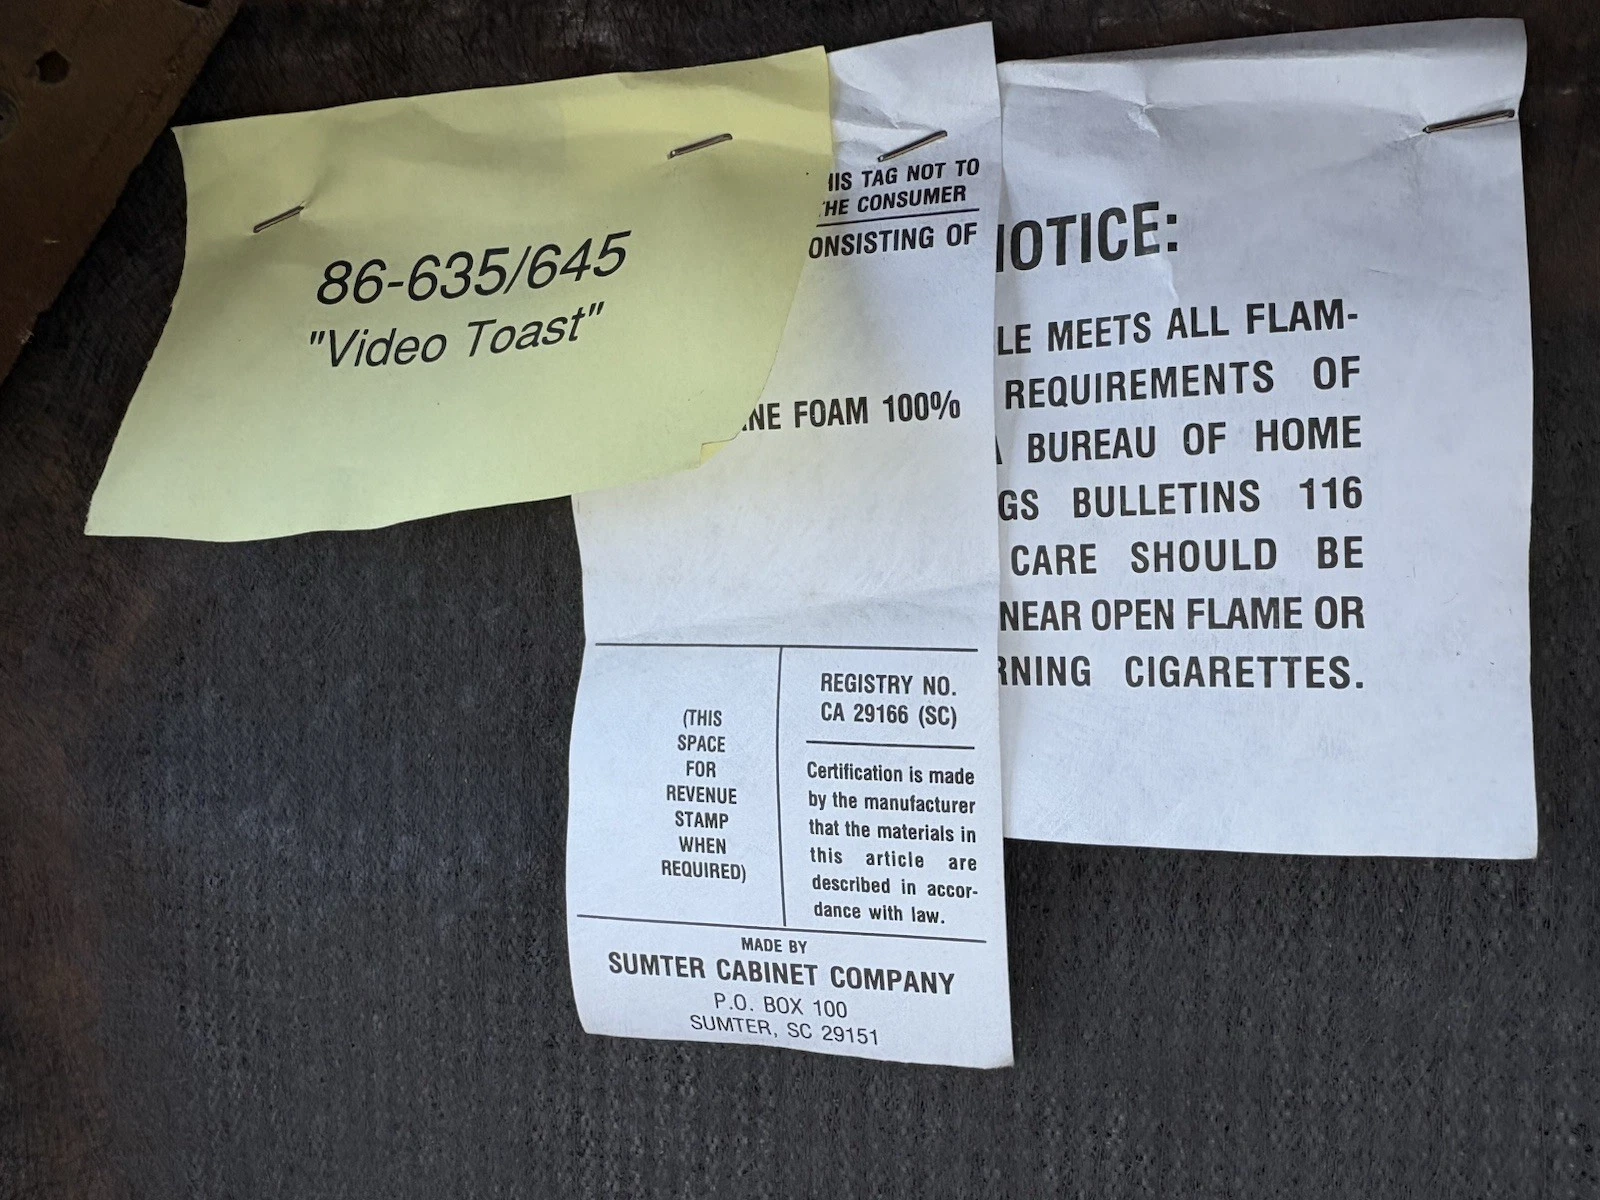 86-635/645
"Video Toast"
HIS TAG NOT TO
THE CONSUMER
ONSISTING OF
NE FOAM 100%
(THIS
SPACE
FOR
REVENUE
STAMP
WHEN
REQUIRED)
REGISTRY NO.
CA 29166 (SC)
Certification is made
by the manufacturer
that the materials in
this article are
described in accor-
dance with law.
MADE BY
SUMTER CABINET COMPANY
P.O. BOX 100
SUMTER, SC 29151
NOTICE:
LE MEETS ALL FLAM-
REQUIREMENTS OF
BUREAU OF HOME
GS BULLETINS 116
CARE SHOULD BE
NEAR OPEN FLAME OR
RNING CIGARETTES.